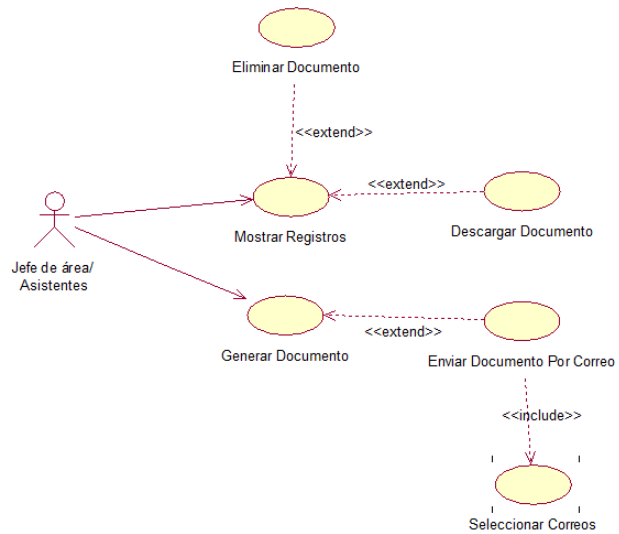 Eliminar Documento
<<extend>>
<<extend>>
Mostrar Registros
Descargar Documento
Jefe de área/
Asistentes
<<extend>>
Generar Documento
Enviar Documento Por Correo
<<include>>
Seleccionar Correos